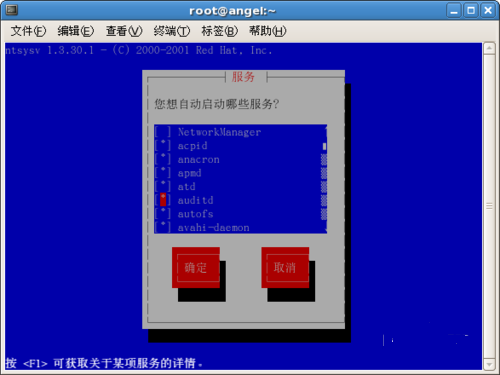 root@angel:~
文件(F) 编辑(E) 查看(V) 终端(T) 标签(B) 帮助(H)
ntsysv 1.3.30.1 - (C) 2000-2001 Red Hat, Inc.
服务
您想自动启动哪些服务?
[ ] NetworkManager
[*] acpid
[*] anacron
[*] apmd
[*] atd
[*] auditd
[*] autofs
[*] avahi-daemon
确定 取消
按 <F1> 可获取关于某项服务的详情。